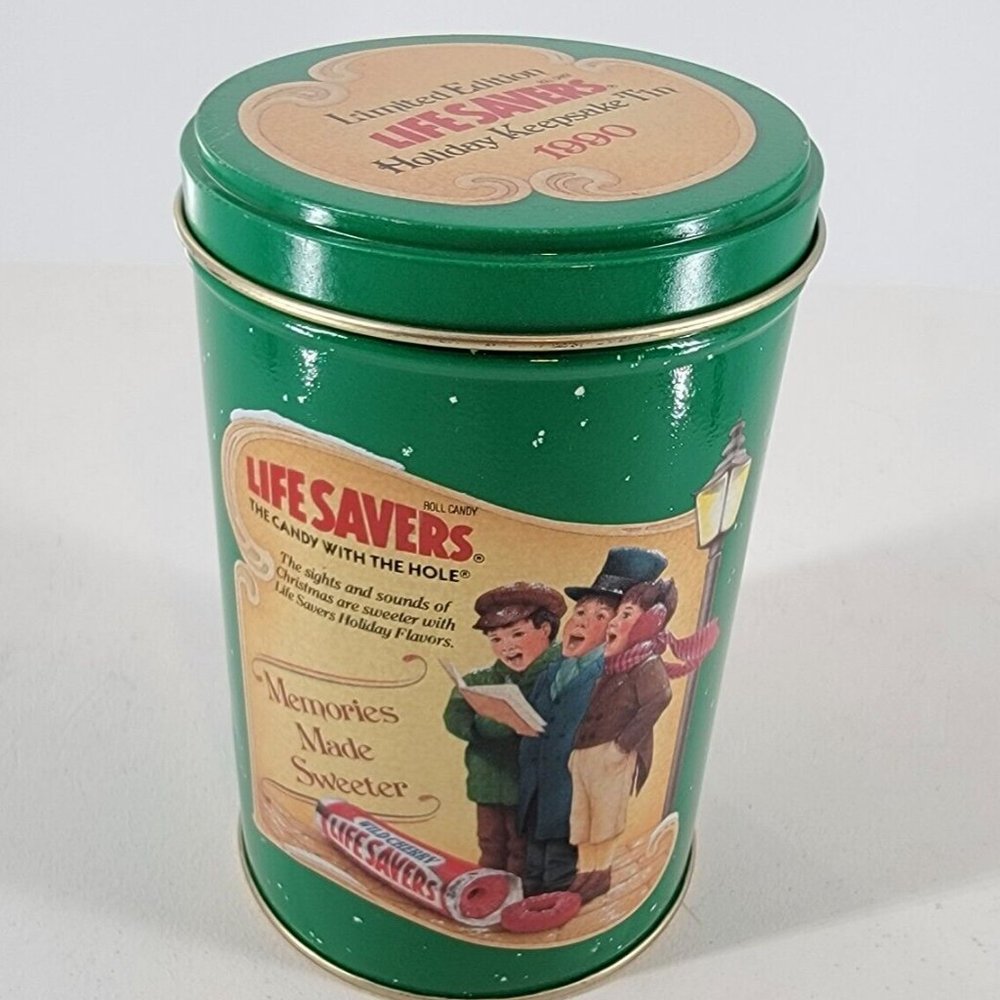 Limited Edition
LIFE SAVERS
Holiday Keepsake Tin
1990
LIFE SAVERS®
ROLL CANDY
THE CANDY WITH THE HOLE®
The sights and sounds of
Christmas are sweeter with
Life Savers Holiday Flavors.
Memories
Made
Sweeter
WILD CHERRY
LIFE SAVERS